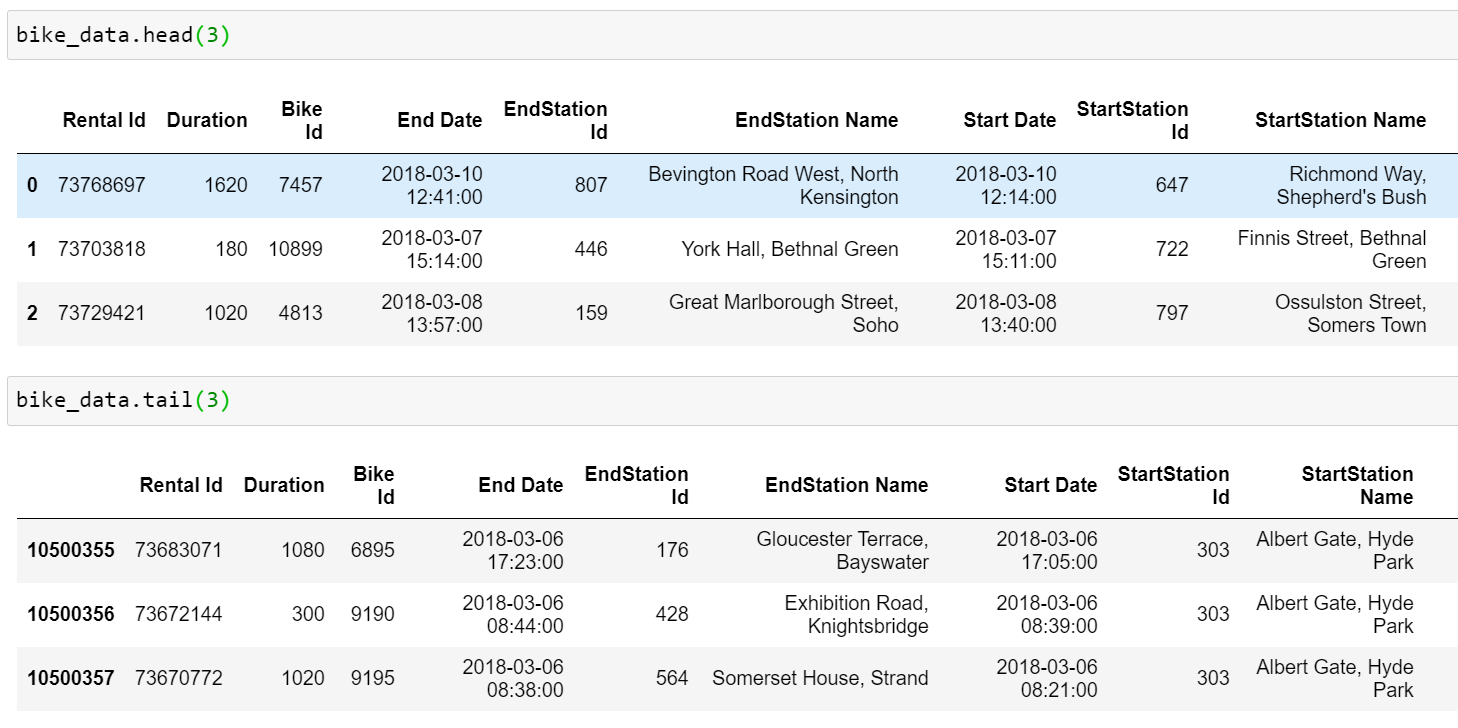 bike_data.head(3)
Rental Id Duration Bike Id End Date EndStation Id EndStation Name Start Date StartStation Id StartStation Name
0 73768697 1620 7457 2018-03-10 12:41:00 807 Bevington Road West, North Kensington 2018-03-10 12:14:00 647 Richmond Way, Shepherd's Bush
1 73703818 180 10899 2018-03-07 15:14:00 446 York Hall, Bethnal Green 2018-03-07 15:11:00 722 Finnis Street, Bethnal Green
2 73729421 1020 4813 2018-03-08 13:57:00 159 Great Marlborough Street, Soho 2018-03-08 13:40:00 797 Ossulston Street, Somers Town
bike_data.tail(3)
Rental Id Duration Bike Id End Date EndStation Id EndStation Name Start Date StartStation Id StartStation Name
10500355 73683071 1080 6895 2018-03-06 17:23:00 176 Gloucester Terrace, Bayswater 2018-03-06 17:05:00 303 Albert Gate, Hyde Park
10500356 73672144 300 9190 2018-03-06 08:44:00 428 Exhibition Road, Knightsbridge 2018-03-06 08:39:00 303 Albert Gate, Hyde Park
10500357 73670772 1020 9195 2018-03-06 08:38:00 564 Somerset House, Strand 2018-03-06 08:21:00 303 Albert Gate, Hyde Park